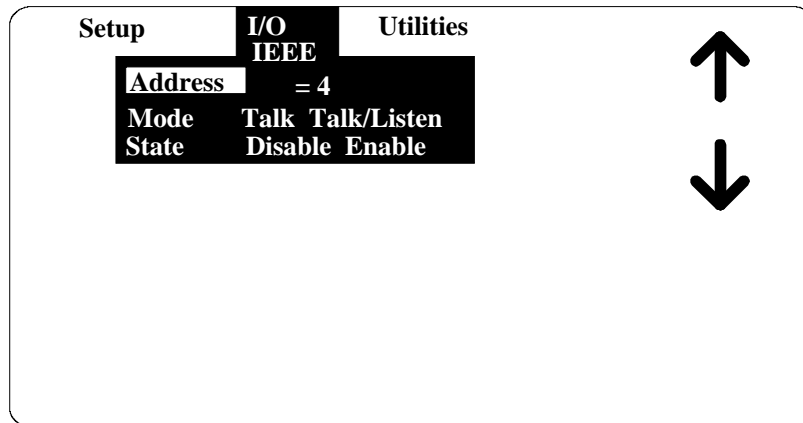 Setup I/O Utilities
IEEE
Address = 4
Mode Talk Talk/Listen
State Disable Enable